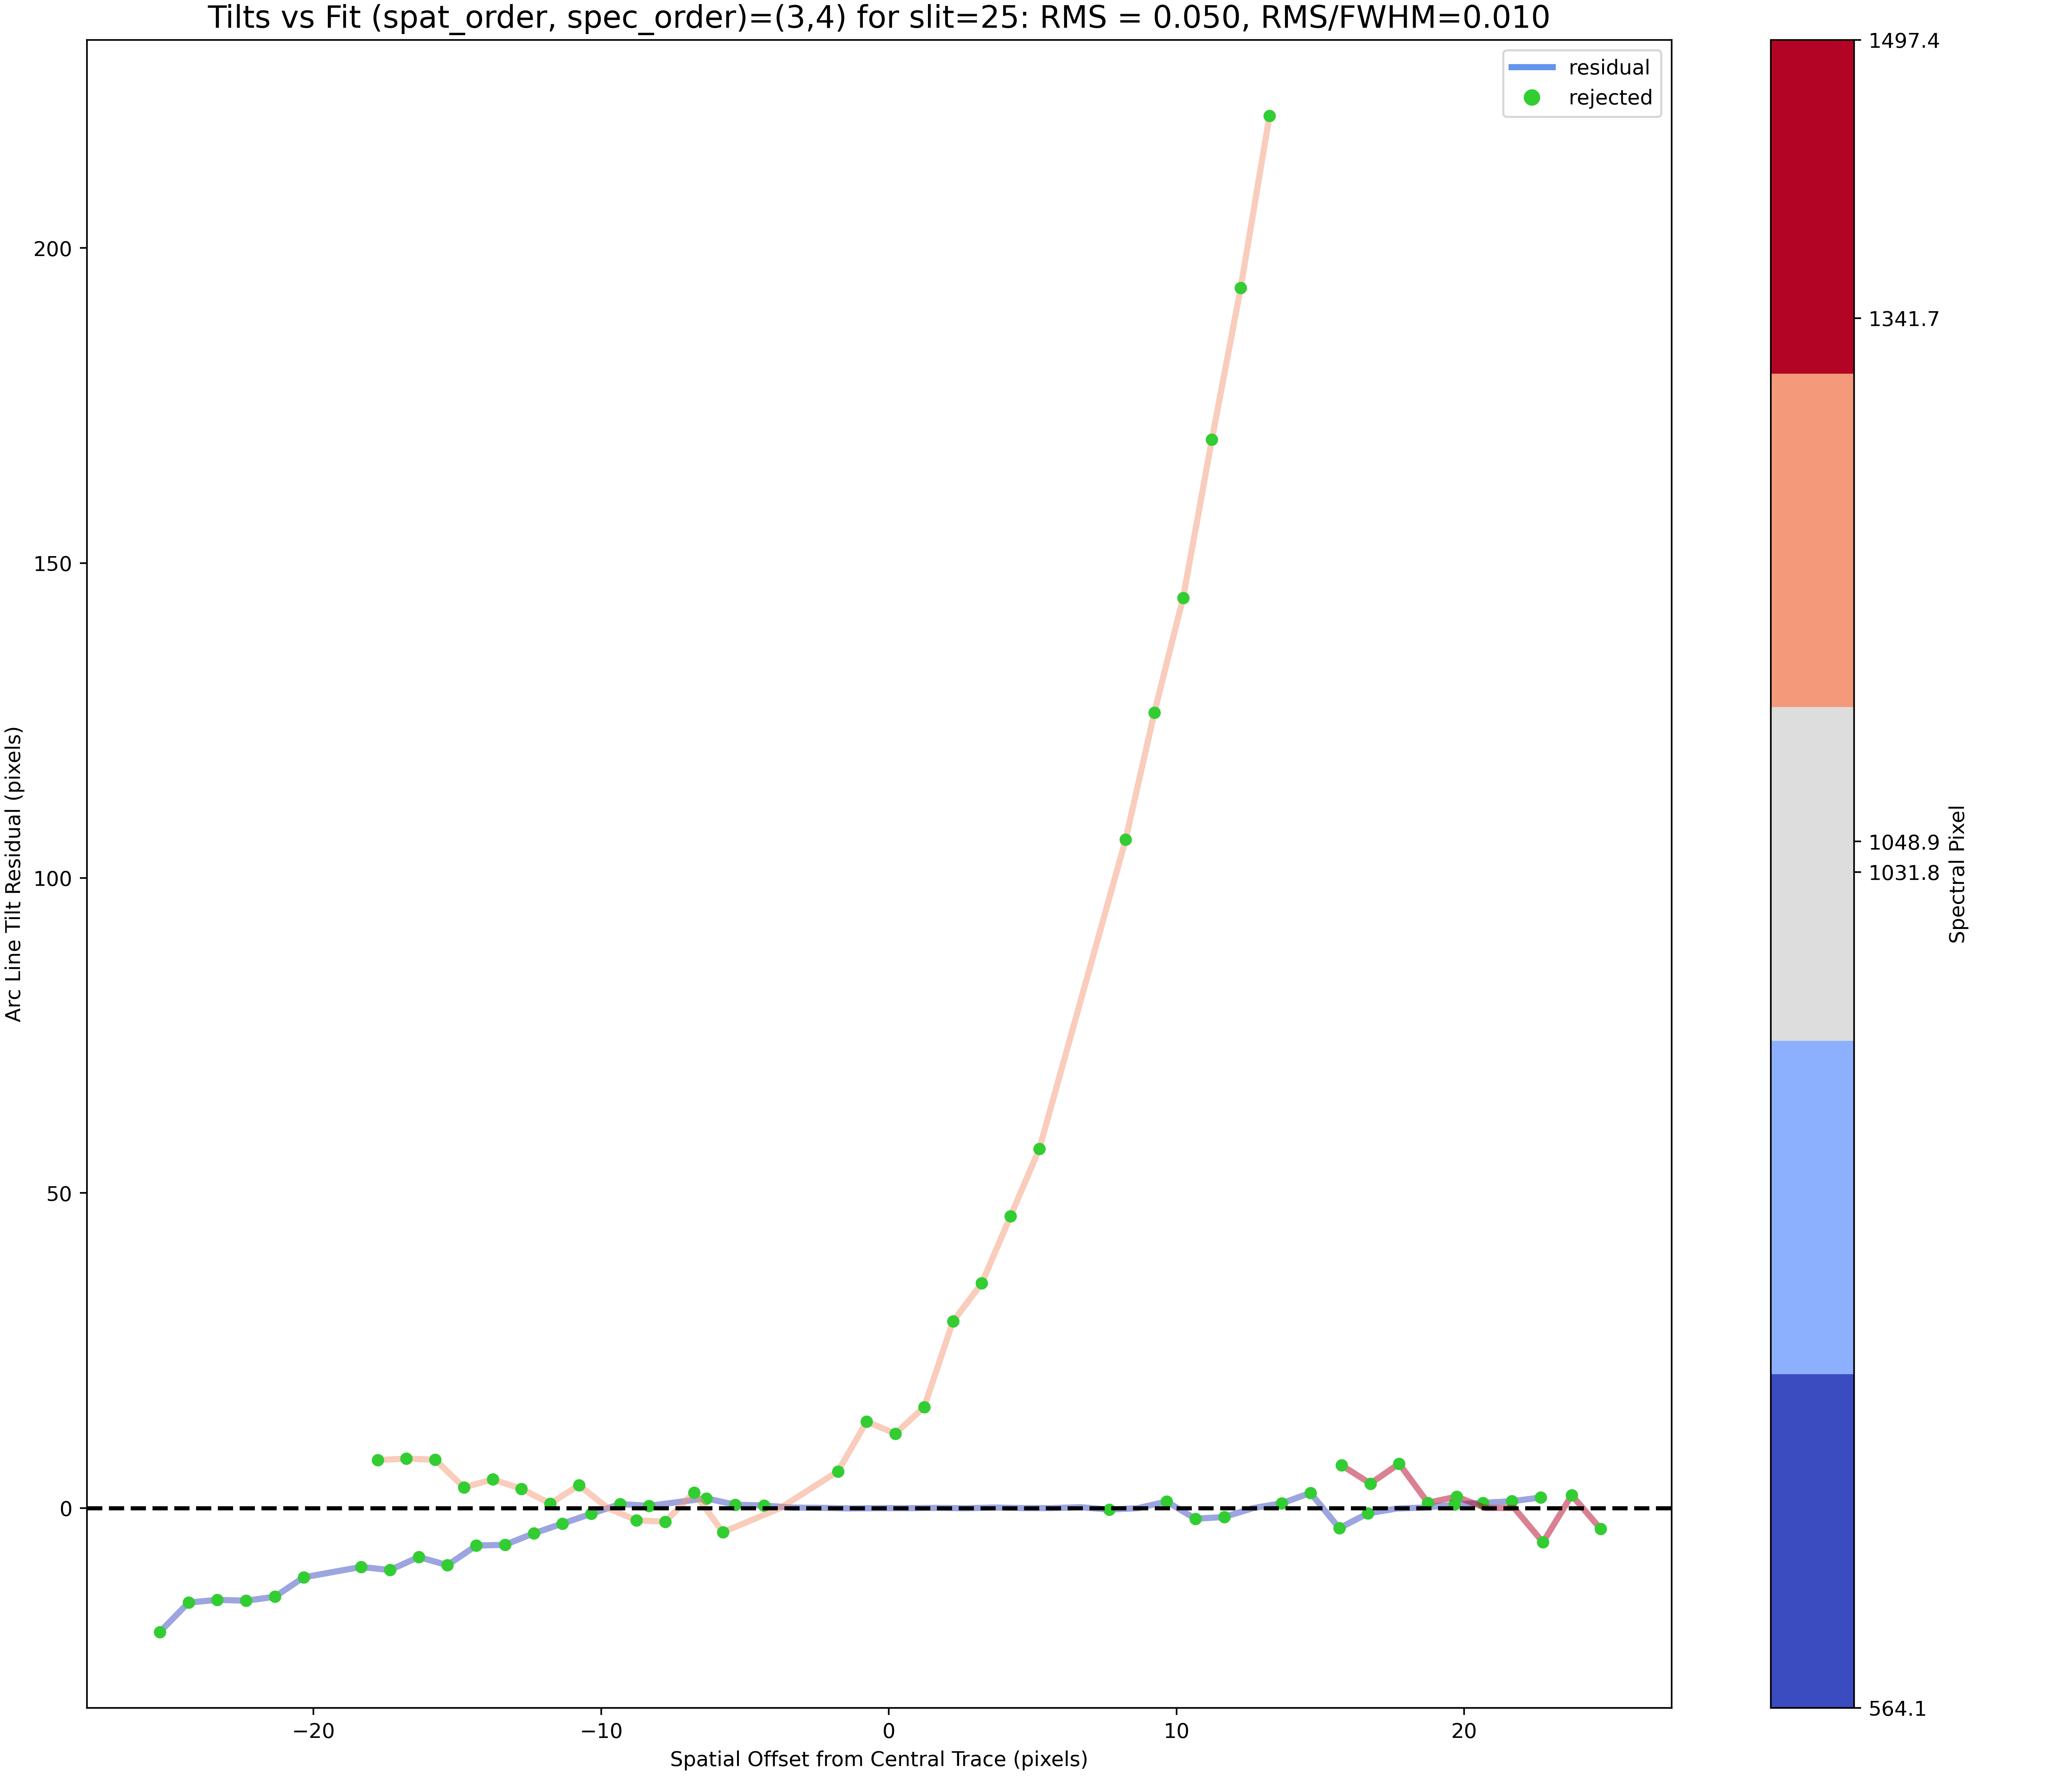 Tilts vs Fit (spat_order, spec_order)=(3,4) for slit=25: RMS = 0.050, RMS/FWHM=0.010
residual
rejected
Arc Line Tilt Residual (pixels)
200
150
100
50
0
−20
−10
0
10
20
Spatial Offset from Central Trace (pixels)
1497.4
1341.7
1048.9
1031.8
564.1
Spectral Pixel